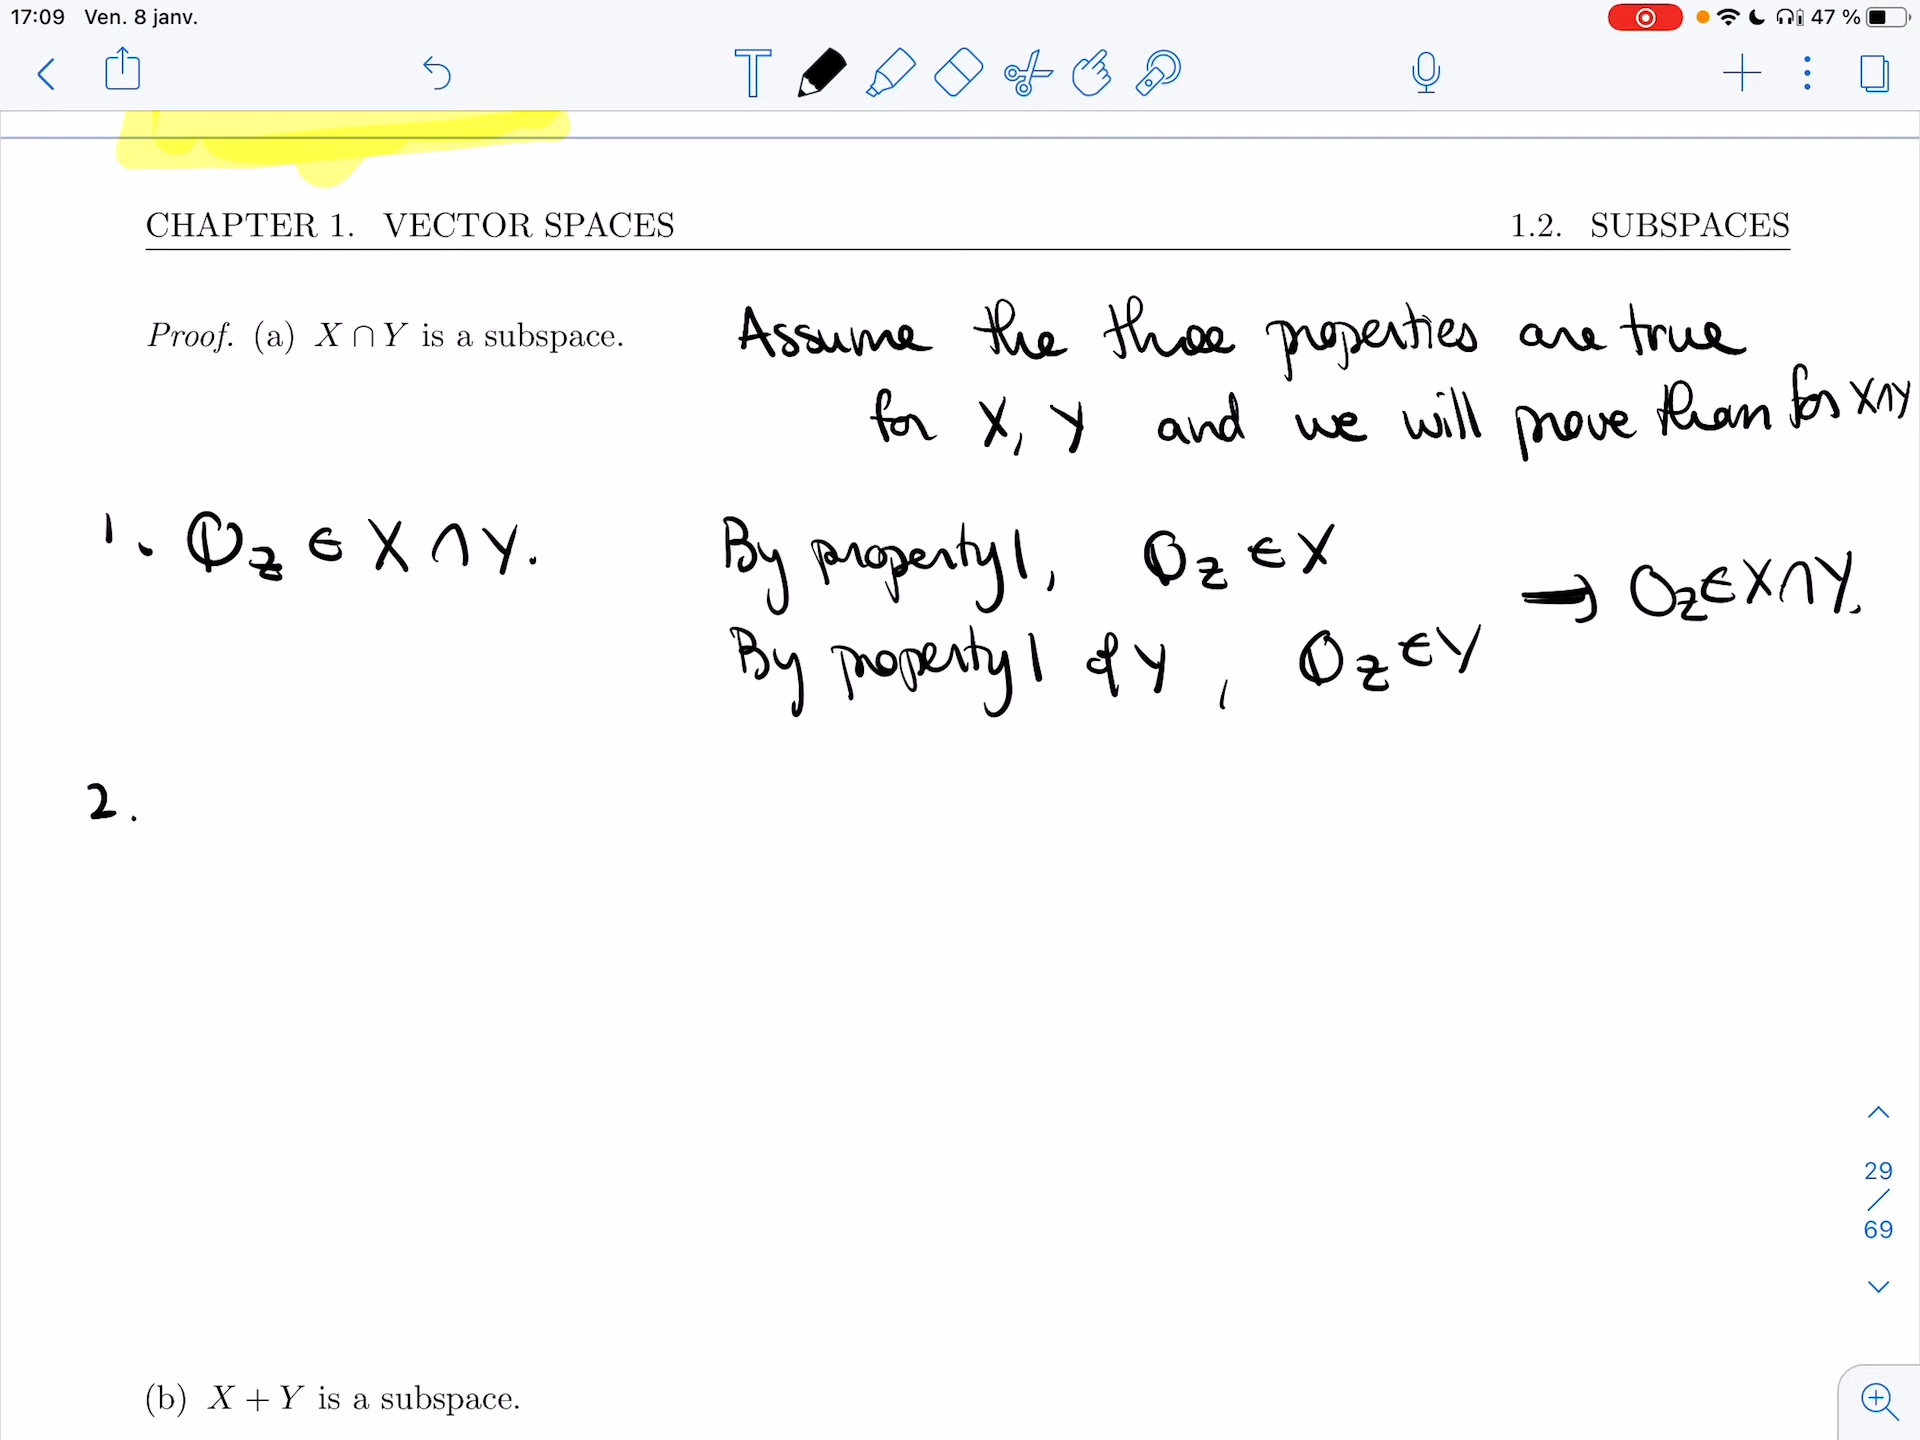 17:09 Ven. 8 janv. 47 %
T
CHAPTER 1. VECTOR SPACES 1.2. SUBSPACES
Proof. (a) X ∩ Y is a subspace. Assume the three properties are true
for X, Y and we will prove them for X∩Y
1. 𝟘_Z ∈ X ∩ Y. By property 1, 𝟘_Z ∈ X
→ 0_Z ∈ X∩Y.
By property 1 of Y, 𝟘_Z ∈ Y
2.
29
/
69
(b) X + Y is a subspace.